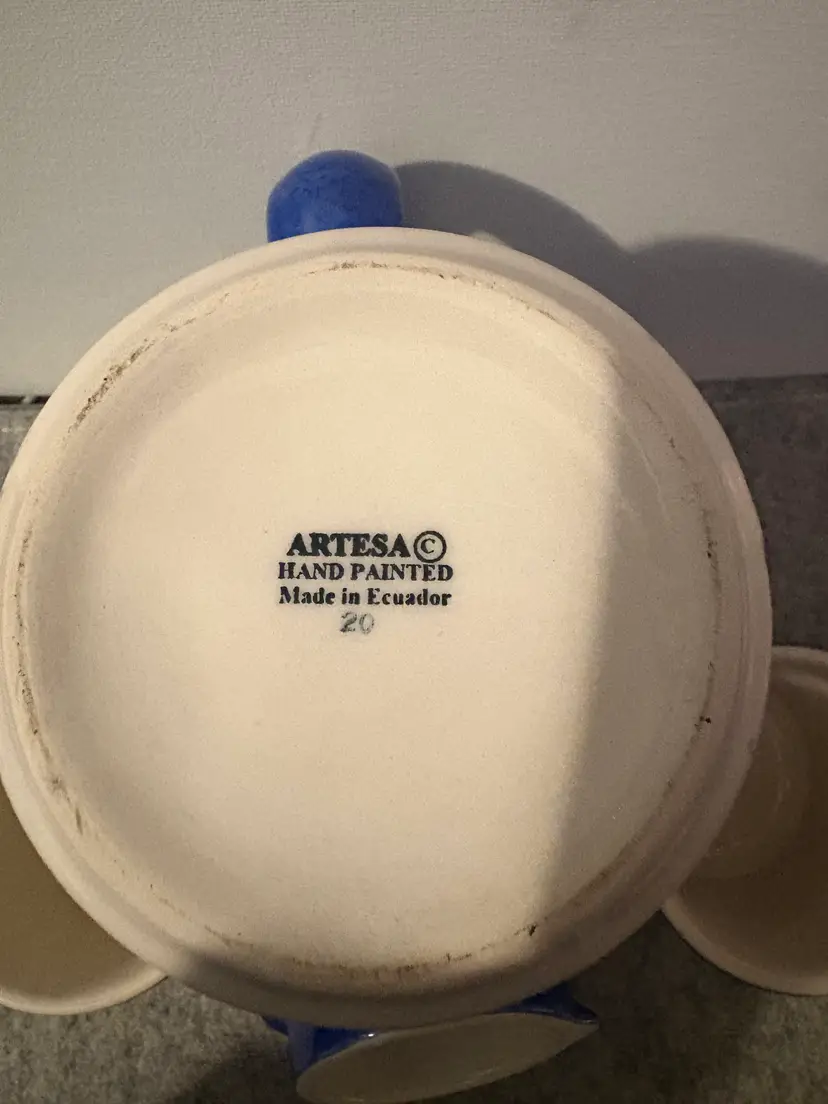 ARTESA©
HAND PAINTED
Made in Ecuador
20